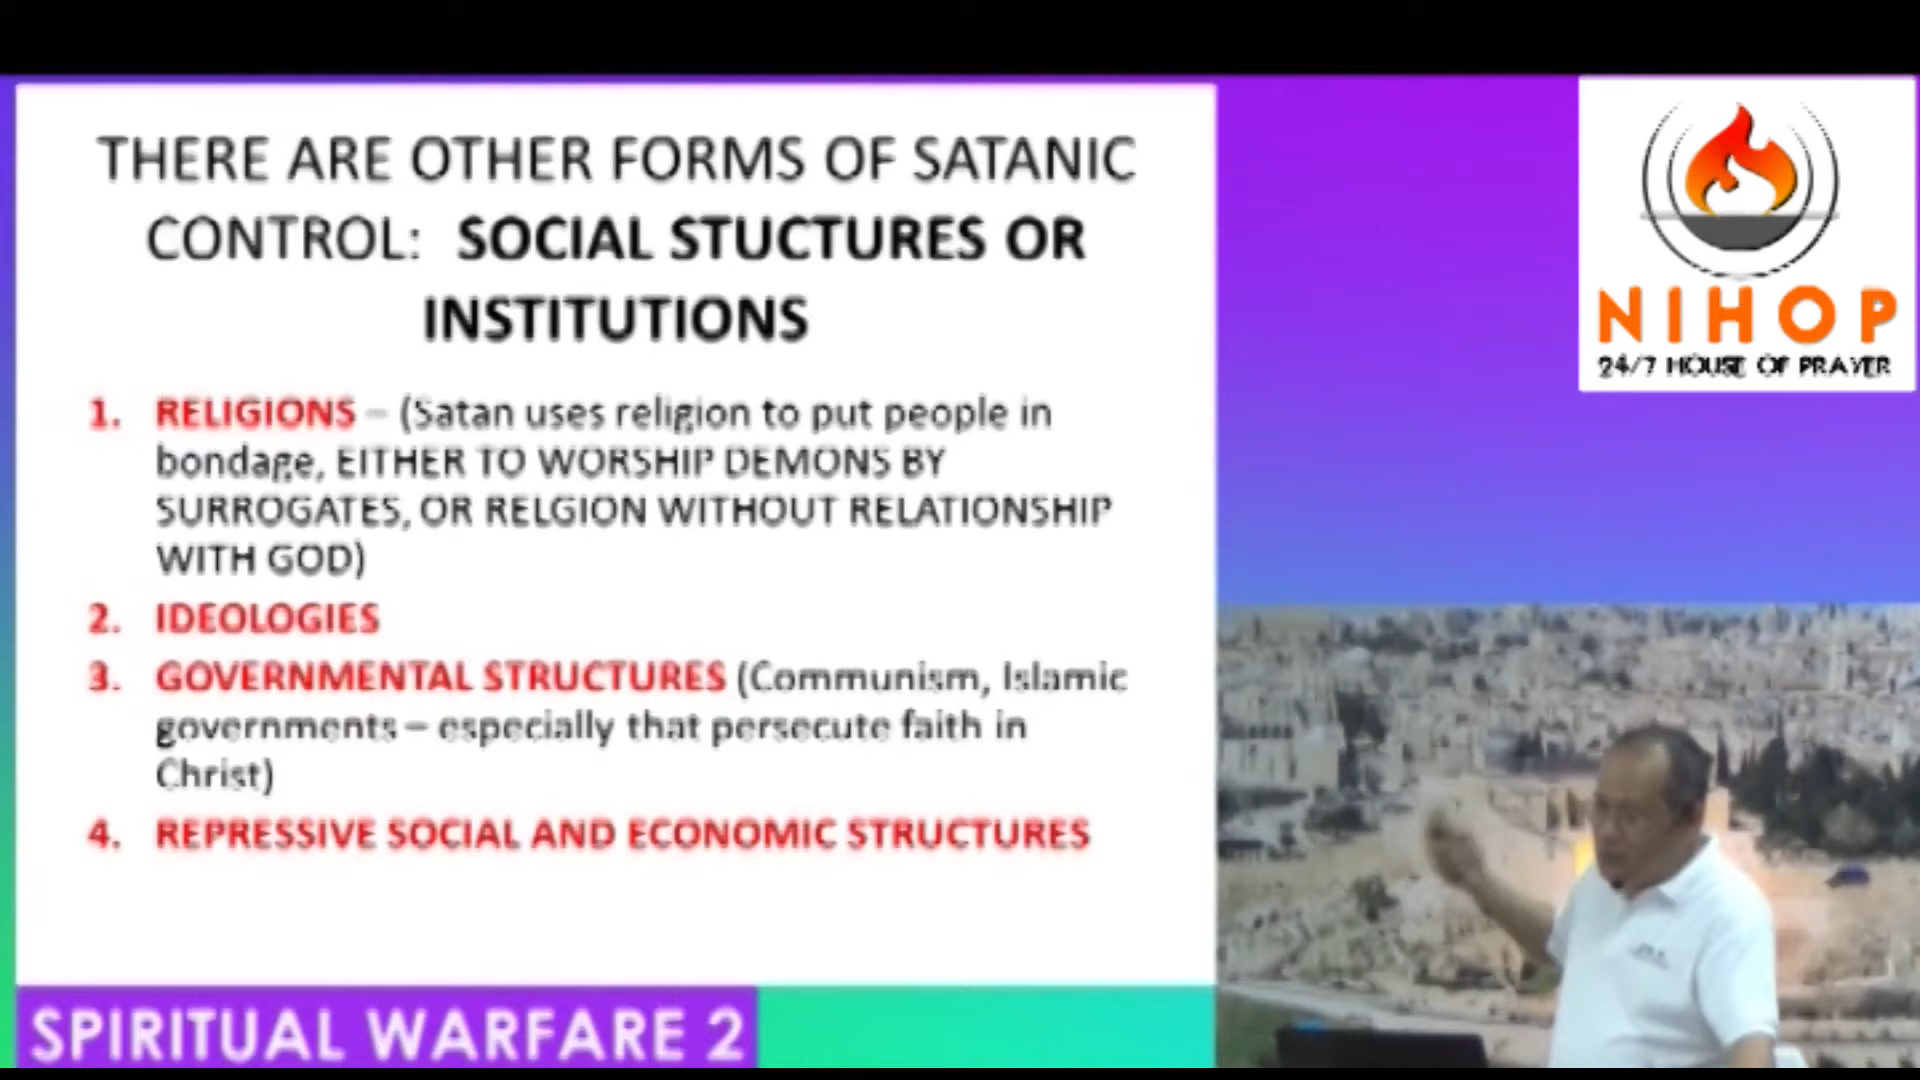 THERE ARE OTHER FORMS OF SATANIC
CONTROL: SOCIAL STUCTURES OR
INSTITUTIONS
1. RELIGIONS – (Satan uses religion to put people in
bondage, EITHER TO WORSHIP DEMONS BY
SURROGATES, OR RELGION WITHOUT RELATIONSHIP
WITH GOD)
2. IDEOLOGIES
3. GOVERNMENTAL STRUCTURES (Communism, Islamic
governments – especially that persecute faith in
Christ)
4. REPRESSIVE SOCIAL AND ECONOMIC STRUCTURES
SPIRITUAL WARFARE 2
NIHOP
24/7 HOUSE OF PRAYER